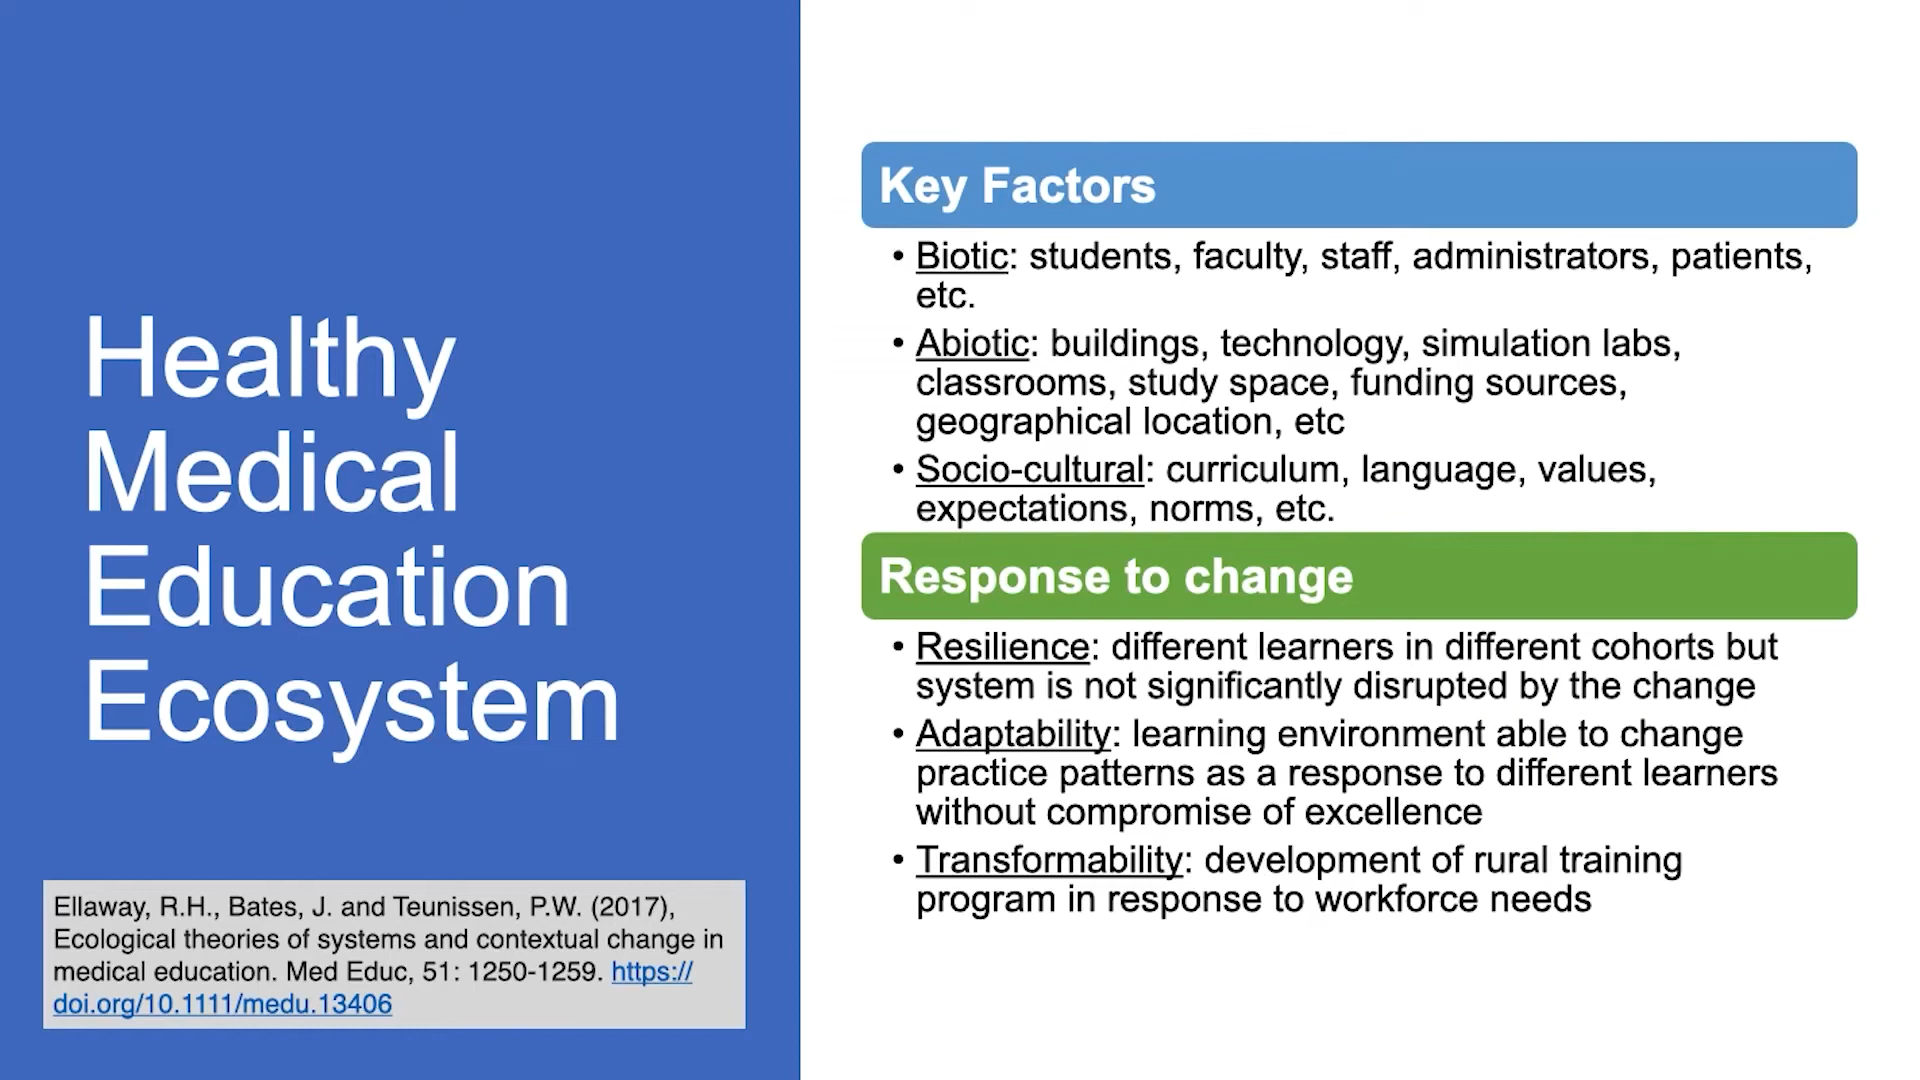 Healthy
Medical
Education
Ecosystem
Ellaway, R.H., Bates, J. and Teunissen, P.W. (2017),
Ecological theories of systems and contextual change in
medical education. Med Educ, 51: 1250-1259. https://
doi.org/10.1111/medu.13406
Key Factors
• Biotic: students, faculty, staff, administrators, patients,
etc.
• Abiotic: buildings, technology, simulation labs,
classrooms, study space, funding sources,
geographical location, etc
• Socio-cultural: curriculum, language, values,
expectations, norms, etc.
Response to change
• Resilience: different learners in different cohorts but
system is not significantly disrupted by the change
• Adaptability: learning environment able to change
practice patterns as a response to different learners
without compromise of excellence
• Transformability: development of rural training
program in response to workforce needs